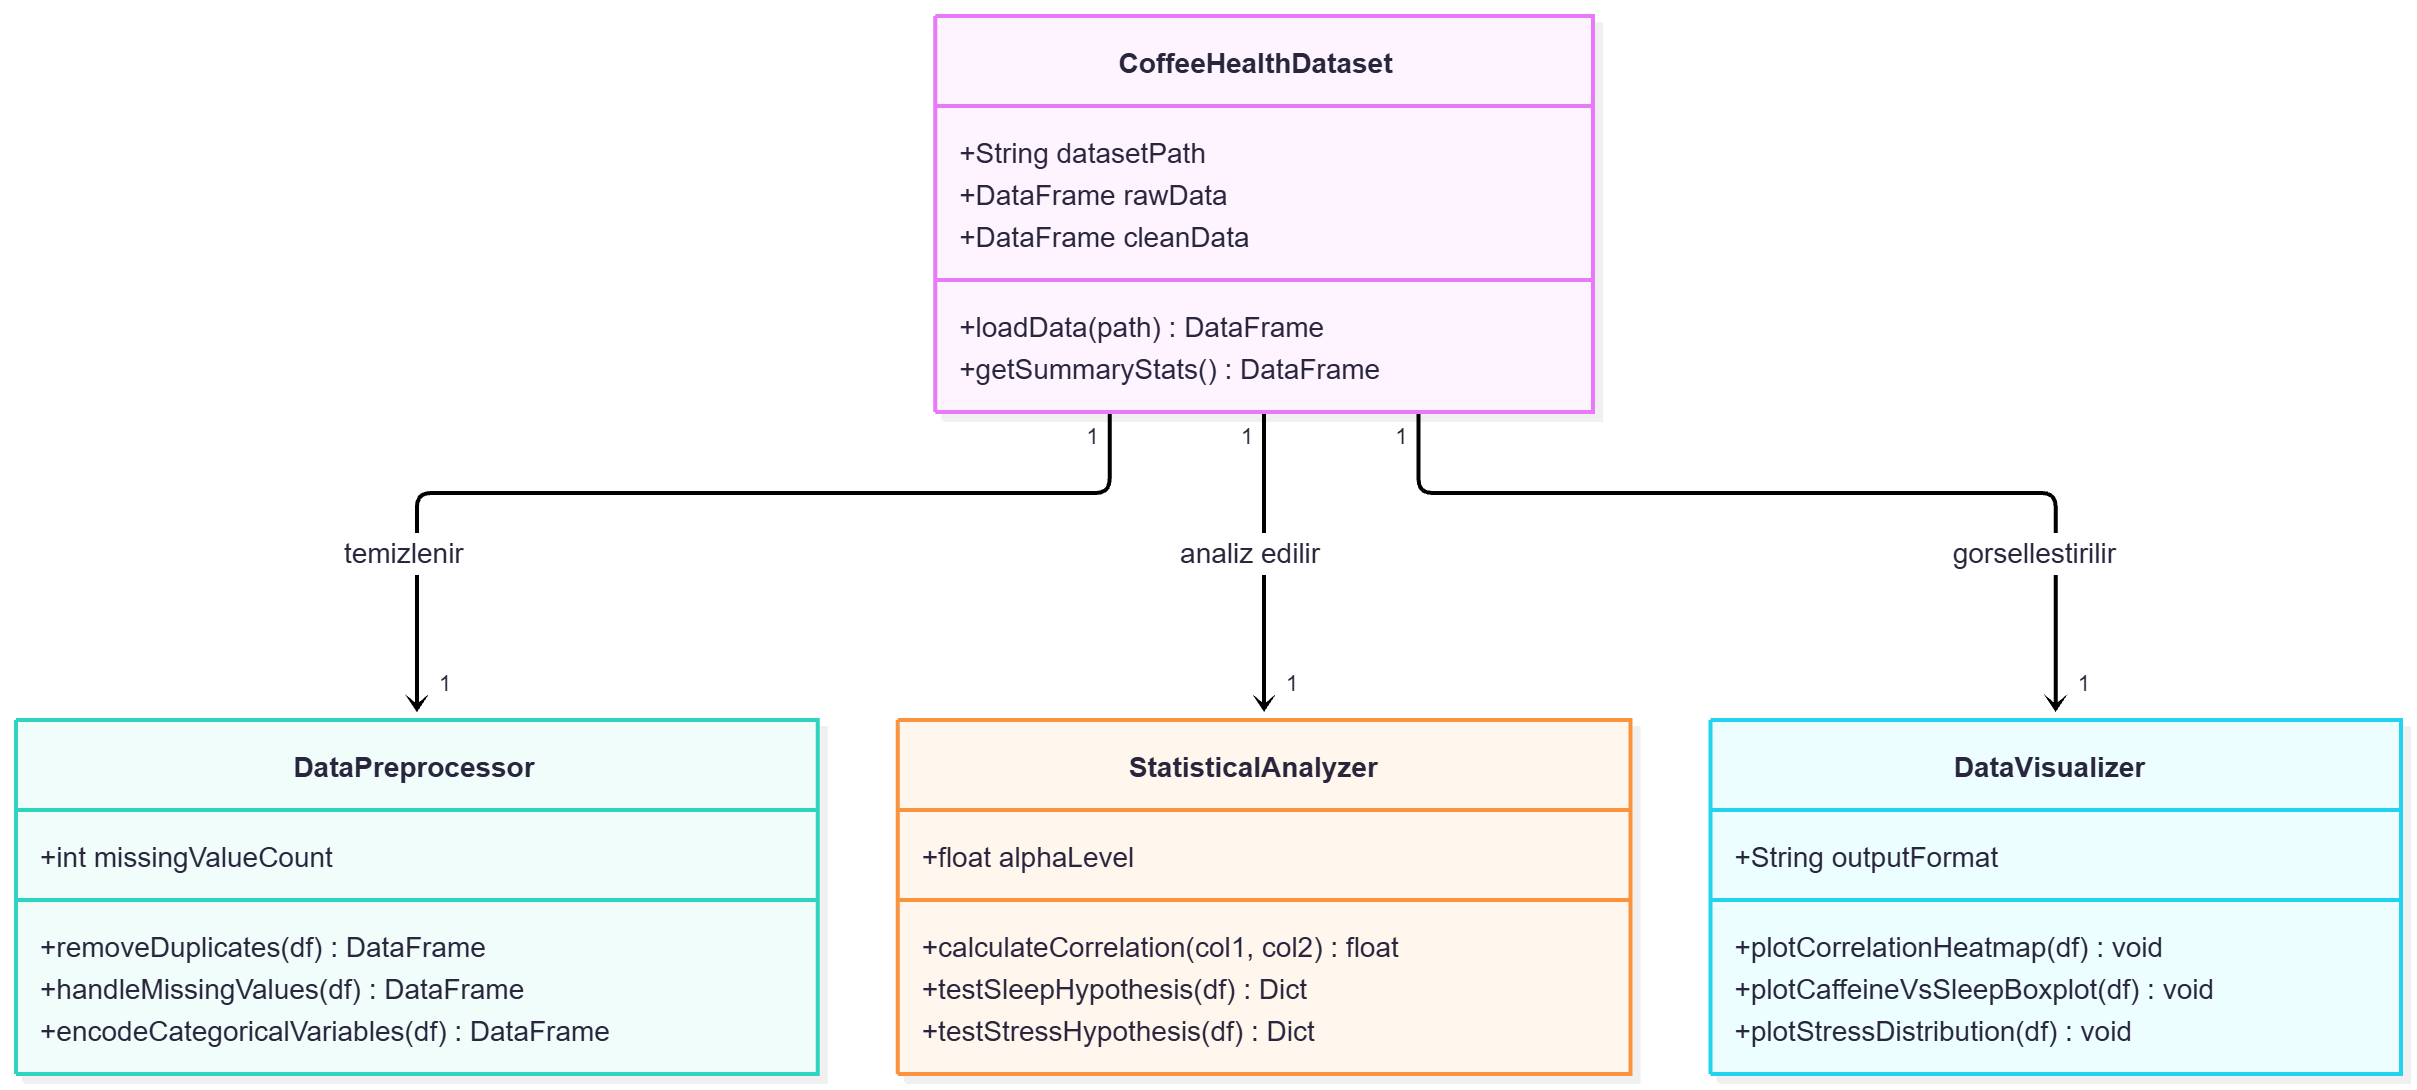 CoffeeHealthDataset
+String datasetPath
+DataFrame rawData
+DataFrame cleanData
+loadData(path) : DataFrame
+getSummaryStats() : DataFrame
1
1
1
temizlenir
analiz edilir
gorsellestirilir
1
1
1
DataPreprocessor
+int missingValueCount
+removeDuplicates(df) : DataFrame
+handleMissingValues(df) : DataFrame
+encodeCategoricalVariables(df) : DataFrame
StatisticalAnalyzer
+float alphaLevel
+calculateCorrelation(col1, col2) : float
+testSleepHypothesis(df) : Dict
+testStressHypothesis(df) : Dict
DataVisualizer
+String outputFormat
+plotCorrelationHeatmap(df) : void
+plotCaffeineVsSleepBoxplot(df) : void
+plotStressDistribution(df) : void